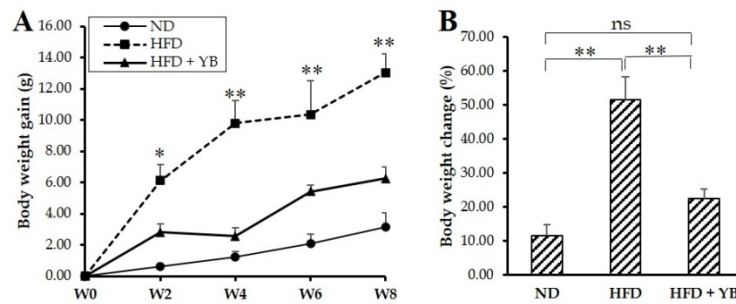 A
Body weight gain (g)
16.00
14.00
12.00
10.00
8.00
6.00
4.00
2.00
0.00
ND
HFD
HFD + YB
*
**
**
**
W0 W2 W4 W6 W8
B
Body weight change (%)
70.00
60.00
50.00
40.00
30.00
20.00
10.00
0.00
ns
** **
ND HFD HFD + YB